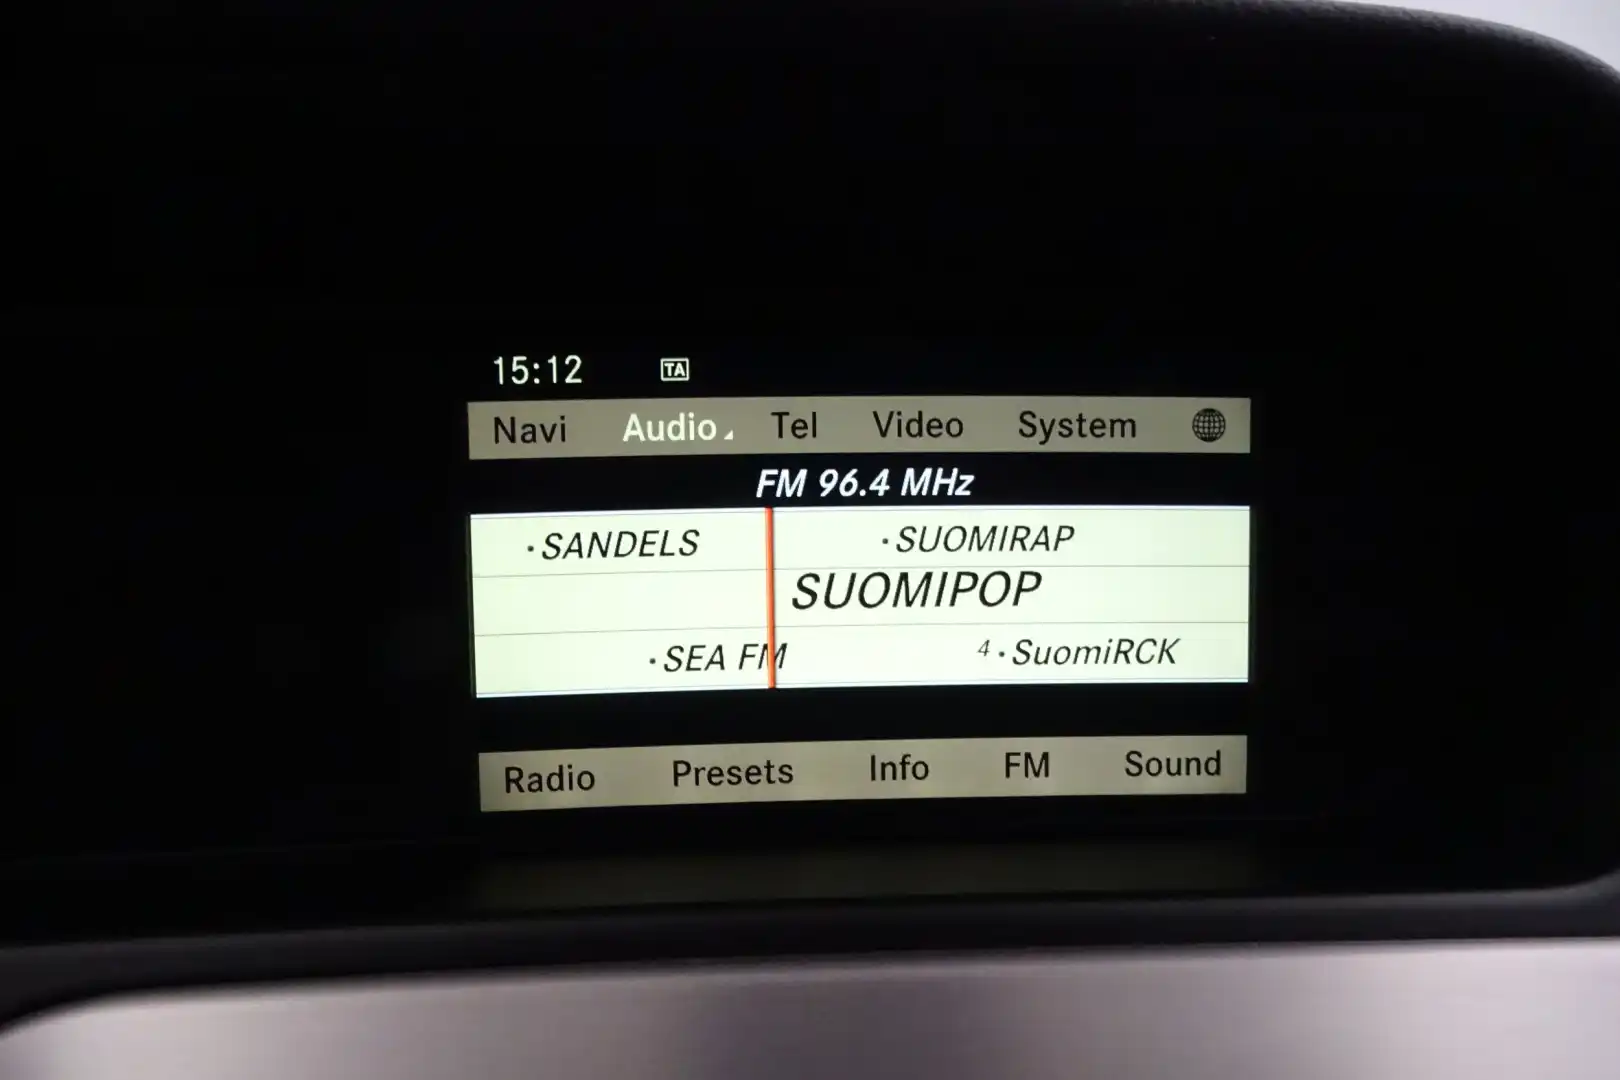 15:12 TA
Navi Audio Tel Video System
FM 96.4 MHz
·SANDELS ·SUOMIRAP
SUOMIPOP
·SEA FM 4·SuomiRCK
Radio Presets Info FM Sound